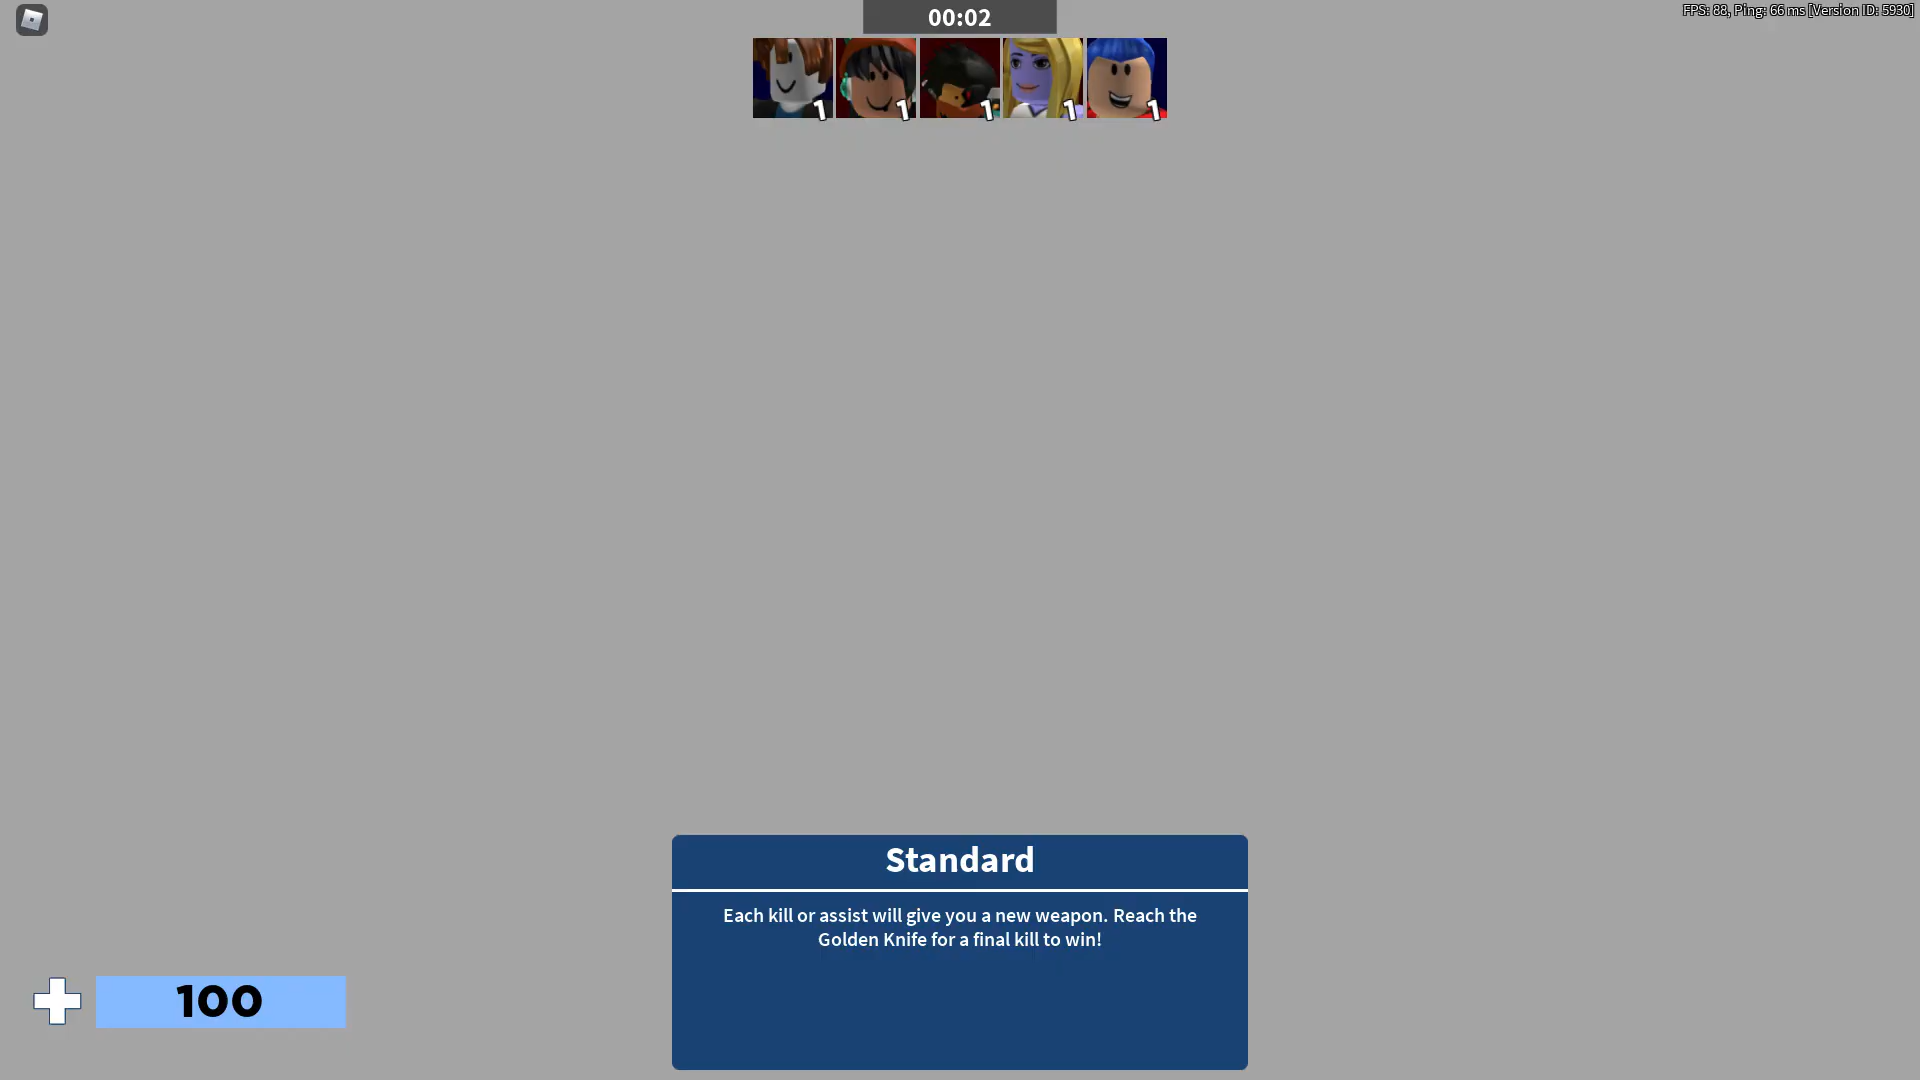 00:02
FPS: 88, Ping: 66 ms [Version ID: 5930]
1 1 1 1 1
Standard
Each kill or assist will give you a new weapon. Reach the
Golden Knife for a final kill to win!
100